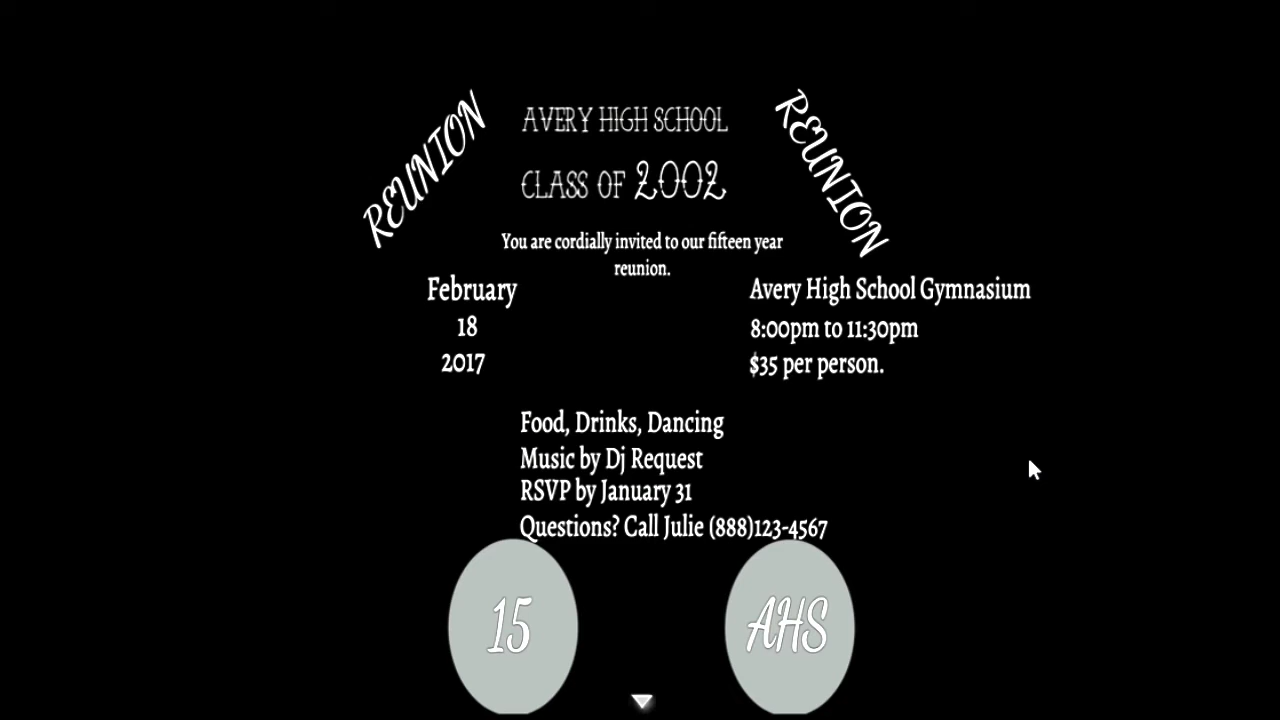 REUNION
AVERY HIGH SCHOOL
REUNION
CLASS OF 2002
You are cordially invited to our fifteen year
reunion.
February
18
2017
Avery High School Gymnasium
8:00pm to 11:30pm
$35 per person.
Food, Drinks, Dancing
Music by Dj Request
RSVP by January 31
Questions? Call Julie (888)123-4567
15
AHS